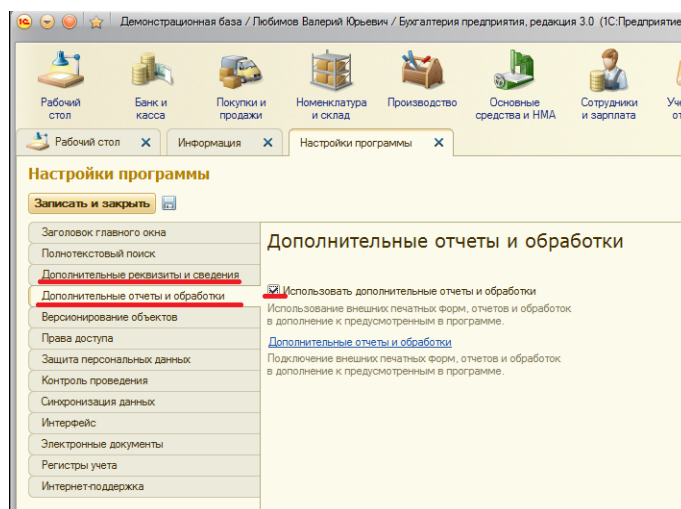 Демонстрационная база / Любимов Валерий Юрьевич / Бухгалтерия предприятия, редакция 3.0 (1С:Предприятие
Рабочий стол
Банк и касса
Покупки и продажи
Номенклатура и склад
Производство
Основные средства и НМА
Сотрудники и зарплата
Рабочий стол
Информация
Настройки программы
Настройки программы
Записать и закрыть
Заголовок главного окна
Полнотекстовый поиск
Дополнительные реквизиты и сведения
Дополнительные отчеты и обработки
Версионирование объектов
Права доступа
Защита персональных данных
Контроль проведения
Синхронизация данных
Интерфейс
Электронные документы
Регистры учета
Интернет-поддержка
Дополнительные отчеты и обработки
Использовать дополнительные отчеты и обработки
Использование внешних печатных форм, отчетов и обработок
в дополнение к предусмотренным в программе.
Дополнительные отчеты и обработки
Подключение внешних печатных форм, отчетов и обработок
в дополнение к предусмотренным в программе.